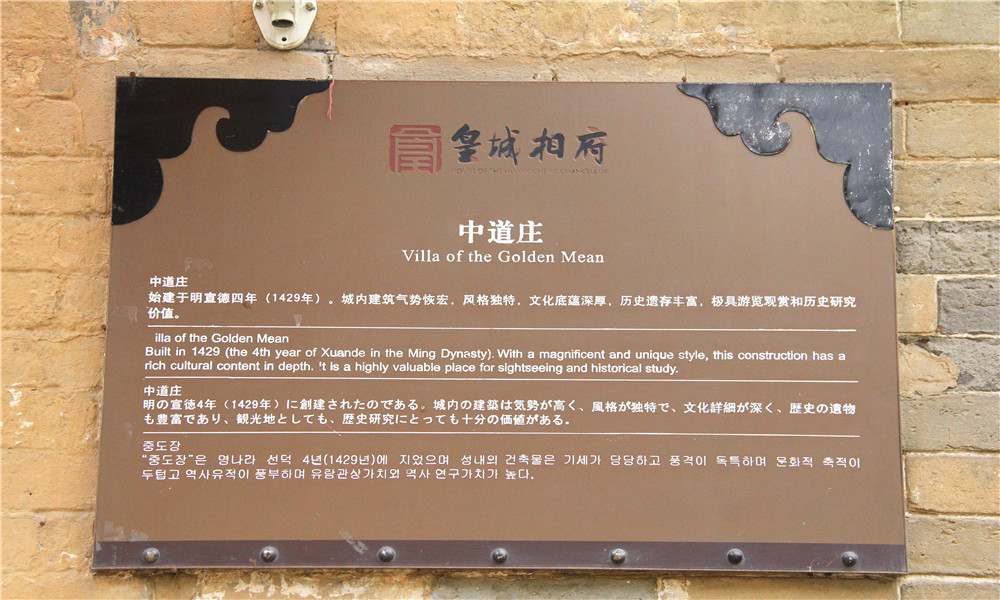 皇城相府
HOUSE OF THE HUANGCHENG CHANCELLOR
中道庄
Villa of the Golden Mean
中道庄
始建于明宣德四年（1429年）。城内建筑气势恢宏，风格独特，文化底蕴深厚，历史遗存丰富，极具游览观赏和历史研究
价值。
illa of the Golden Mean
Built in 1429 (the 4th year of Xuande in the Ming Dynasty). With a magnificent and unique style, this construction has a
rich cultural content in depth. It is a highly valuable place for sightseeing and historical study.
中道庄
明の宣徳4年（1429年）に創建されたのである。城内の建築は気勢が高く、風格が独特で、文化詳細が深く、歴史の遺物
も豊富であり、観光地としても、歴史研究にとっても十分の価値がある。
중도장
“중도장”은 명나라 선덕 4년(1429년)에 지었으며 성내의 건축물은 기세가 당당하고 풍격이 독특하며 문화적 축적이
두텁고 역사유적이 풍부하며 유람관상가치와 역사 연구가치가 높다.